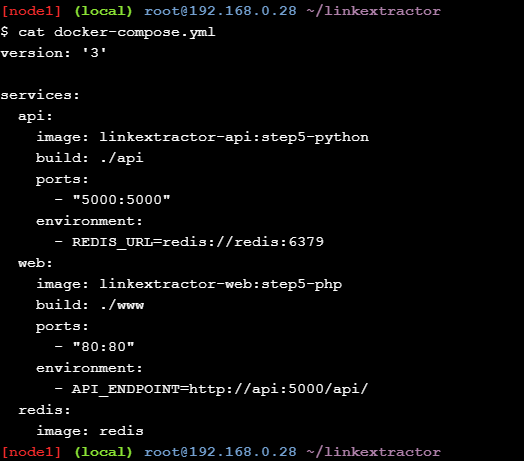 [node1] (local) root@192.168.0.28 ~/linkextractor
$ cat docker-compose.yml
version: '3'

services:
  api:
    image: linkextractor-api:step5-python
    build: ./api
    ports:
      - "5000:5000"
    environment:
      - REDIS_URL=redis://redis:6379
  web:
    image: linkextractor-web:step5-php
    build: ./www
    ports:
      - "80:80"
    environment:
      - API_ENDPOINT=http://api:5000/api/
  redis:
    image: redis
[node1] (local) root@192.168.0.28 ~/linkextractor